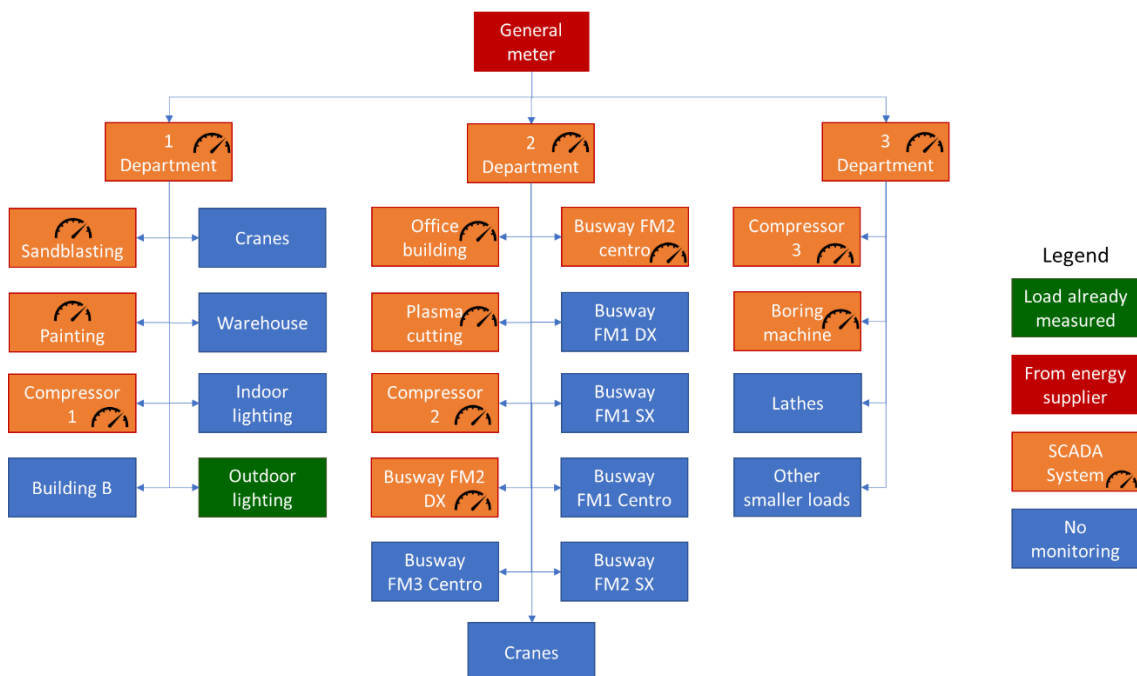 General
meter
1
Department
2
Department
3
Department
Sandblasting
Cranes
Office
building
Busway FM2
centro
Compressor
3
Legend
Load already
measured
Painting
Warehouse
Plasma
cutting
Busway
FM1 DX
Boring
machine
From energy
supplier
Compressor
1
Indoor
lighting
Compressor
2
Busway
FM1 SX
Lathes
SCADA
System
Building B
Outdoor
lighting
Busway FM2
DX
Busway
FM1 Centro
Other
smaller loads
No
monitoring
Busway
FM3 Centro
Busway
FM2 SX
Cranes